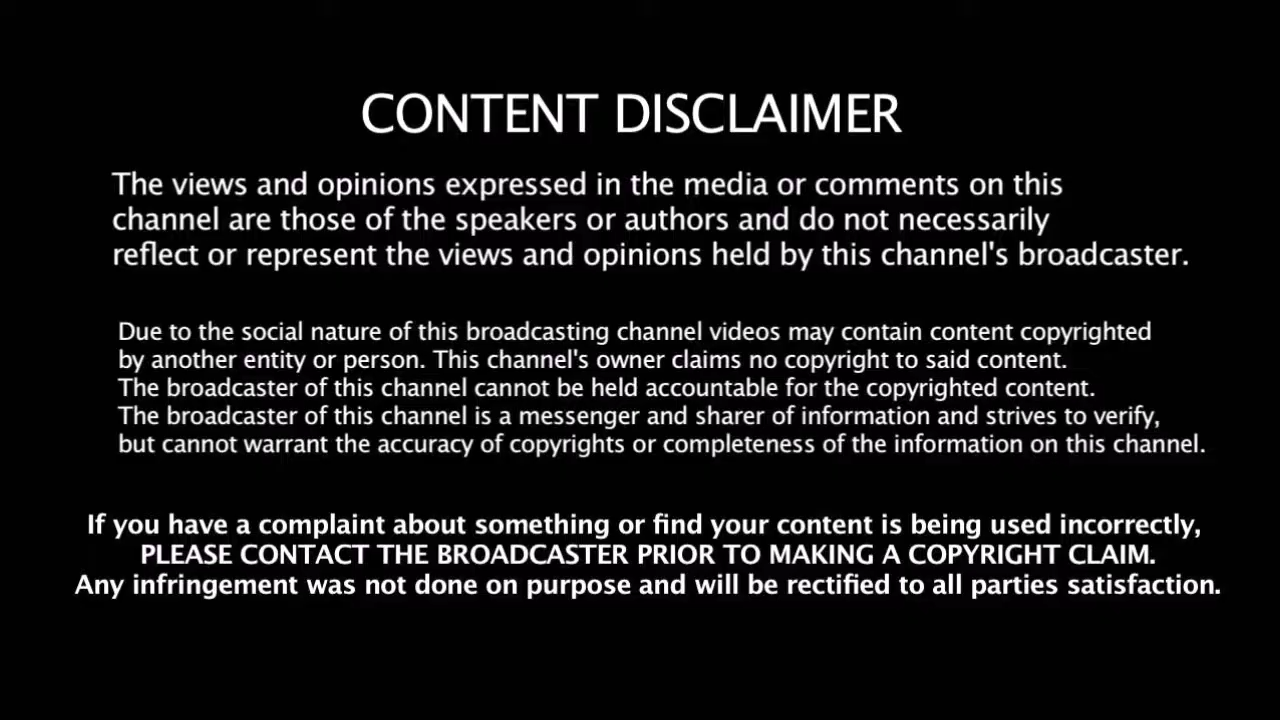 CONTENT DISCLAIMER
The views and opinions expressed in the media or comments on this
channel are those of the speakers or authors and do not necessarily
reflect or represent the views and opinions held by this channel's broadcaster.
Due to the social nature of this broadcasting channel videos may contain content copyrighted
by another entity or person. This channel's owner claims no copyright to said content.
The broadcaster of this channel cannot be held accountable for the copyrighted content.
The broadcaster of this channel is a messenger and sharer of information and strives to verify,
but cannot warrant the accuracy of copyrights or completeness of the information on this channel.
If you have a complaint about something or find your content is being used incorrectly,
PLEASE CONTACT THE BROADCASTER PRIOR TO MAKING A COPYRIGHT CLAIM.
Any infringement was not done on purpose and will be rectified to all parties satisfaction.